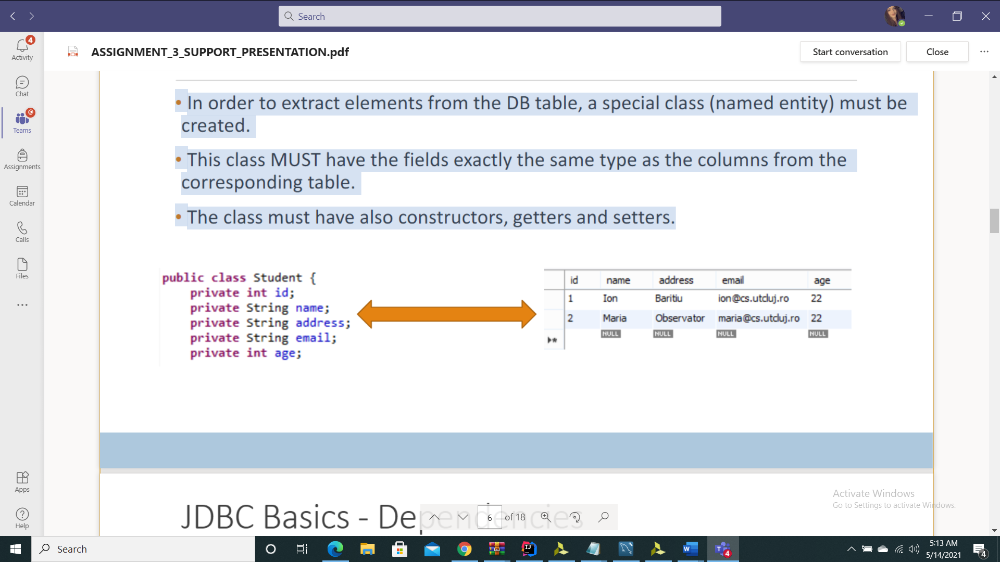 Search
ASSIGNMENT_3_SUPPORT_PRESENTATION.pdf
Start conversation
Close
4
Activity
Chat
@
Teams
Assignments
Calendar
Calls
Files
Apps
Help
• In order to extract elements from the DB table, a special class (named entity) must be
created.
• This class MUST have the fields exactly the same type as the columns from the
corresponding table.
• The class must have also constructors, getters and setters.
public class Student {
private int id;
private String name;
private String address;
private String email;
private int age;
id name address email age
1 Ion Baritiu ion@cs.utcluj.ro 22
2 Maria Observator maria@cs.utcluj.ro 22
NULL NULL NULL NULL
JDBC Basics - Dependencies
6 of 18
Activate Windows
Go to Settings to activate Windows.
Search
4
5:13 AM
5/14/2021
4